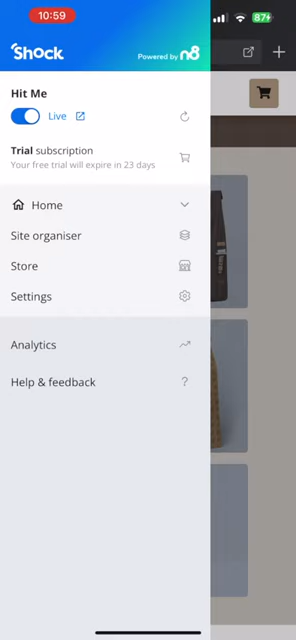 10:59
87
Shock
Powered by n8
Hit Me
Live
Trial subscription
Your free trial will expire in 23 days
Home
Site organiser
Store
Settings
Analytics
Help & feedback
?